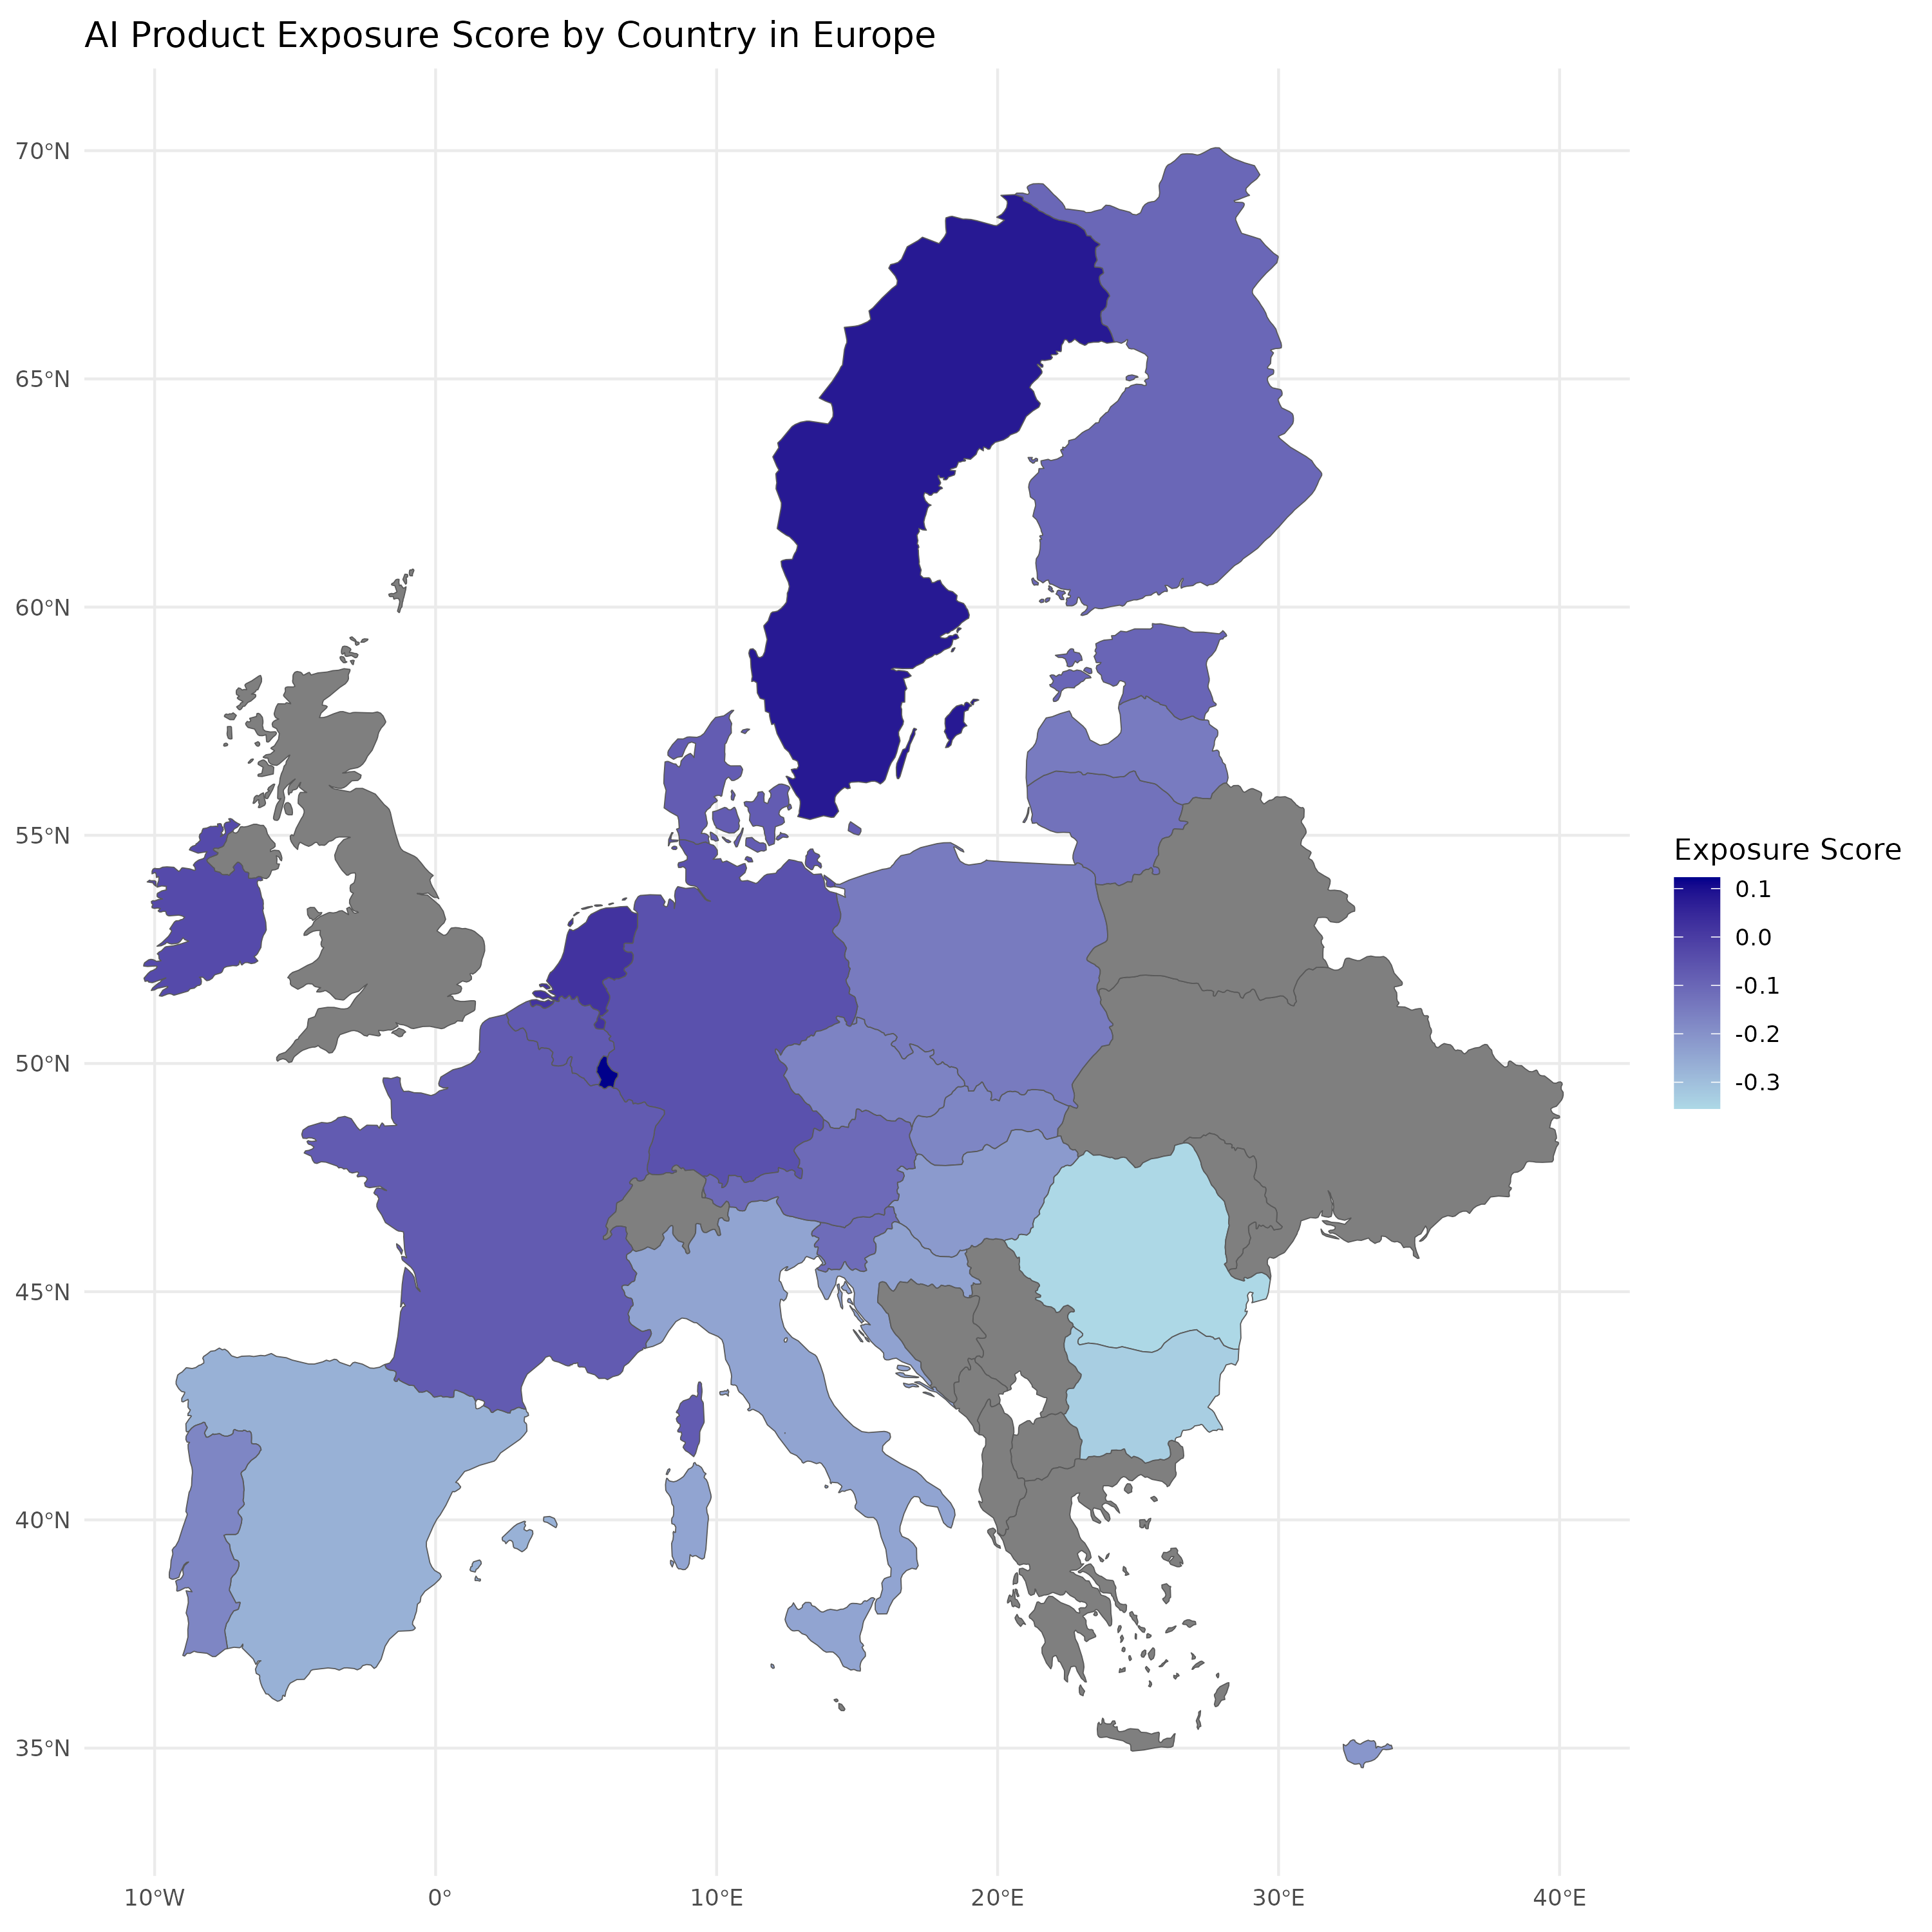 AI Product Exposure Score by Country in Europe
70°N
65°N
60°N
55°N
50°N
45°N
40°N
35°N
10°W
0°
10°E
20°E
30°E
40°E
Exposure Score
0.1
0.0
-0.1
-0.2
-0.3